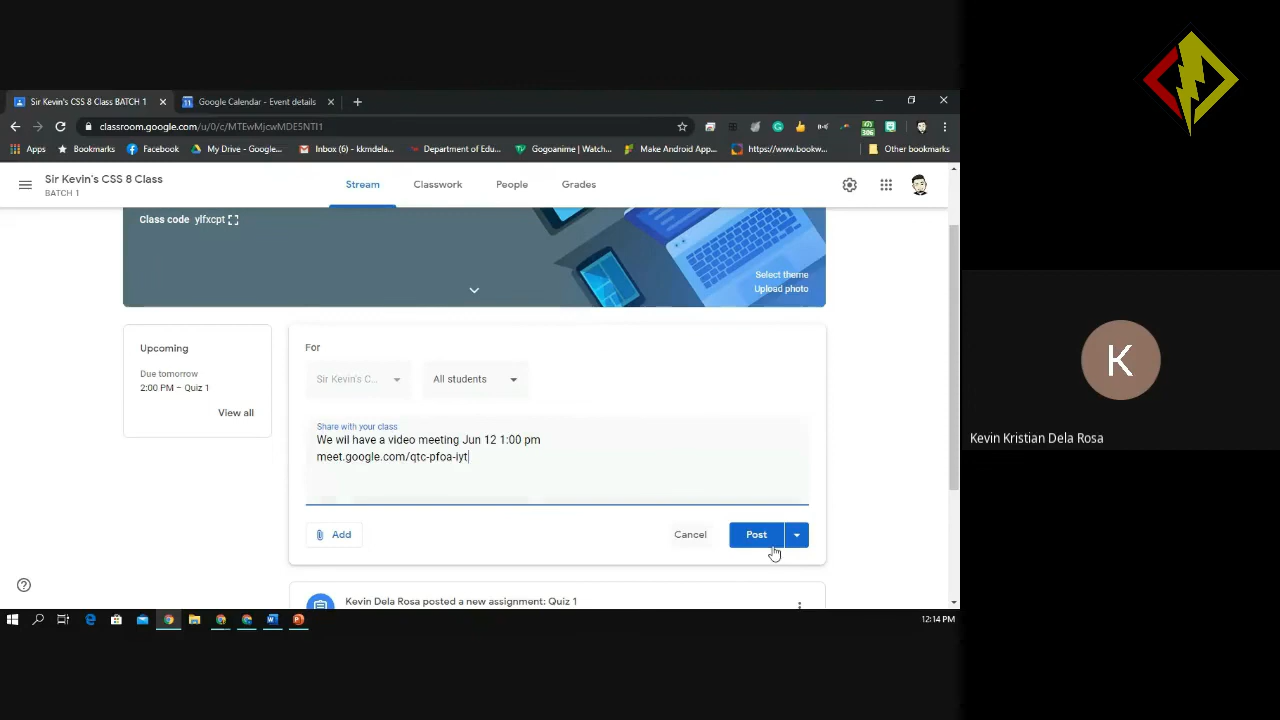 Sir Kevin's CSS 8 Class BATCH 1
Google Calendar - Event details
classroom.google.com/u/0/c/MTEwMjcwMDE5NTI1
Apps
Bookmarks
Facebook
My Drive - Google...
Inbox (6) - kkmdela...
Department of Edu...
Gogoanime | Watch...
Make Android App...
https://www.bookw...
Other bookmarks
Sir Kevin's CSS 8 Class
BATCH 1
Stream
Classwork
People
Grades
Class code ylfxcpt
Select theme
Upload photo
Upcoming
Due tomorrow
2:00 PM – Quiz 1
View all
For
Sir Kevin's C...
All students
Share with your class
We wil have a video meeting Jun 12 1:00 pm
meet.google.com/qtc-pfoa-iyt
Add
Cancel
Post
Kevin Dela Rosa posted a new assignment: Quiz 1
12:14 PM
K
Kevin Kristian Dela Rosa